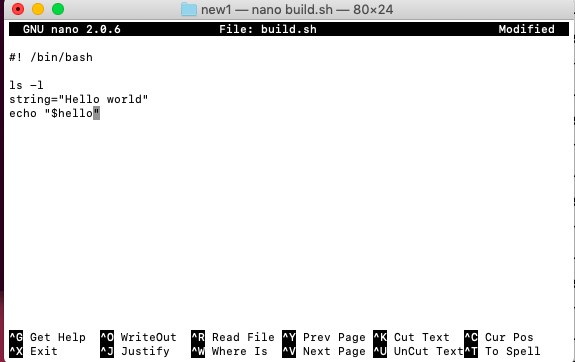 new1 — nano build.sh — 80×24
GNU nano 2.0.6 File: build.sh Modified
#! /bin/bash
ls -l
string="Hello world"
echo "$hello"
^G Get Help ^O WriteOut ^R Read File ^Y Prev Page ^K Cut Text ^C Cur Pos
^X Exit ^J Justify ^W Where Is ^V Next Page ^U UnCut Text ^T To Spell